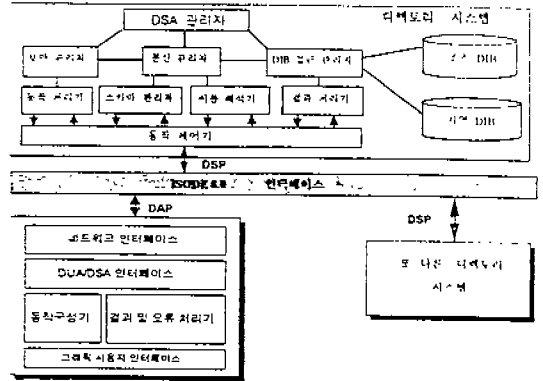 DSA 관리자
디렉토리 시스템
보안 관리자
분산 관리자
DIB 접근 관리자
DIB
동작 처리기
스키마 관리자
이름 해석기
결과 처리기
지역 DIB
동작 제어기
DSP
ISODE 인터페이스
DAP
DSP
네트워크 인터페이스
DUA/DSA 인터페이스
또 다른 디렉토리
시스템
동작구성기
결과 및 오류 처리기
그래픽 사용자 인터페이스